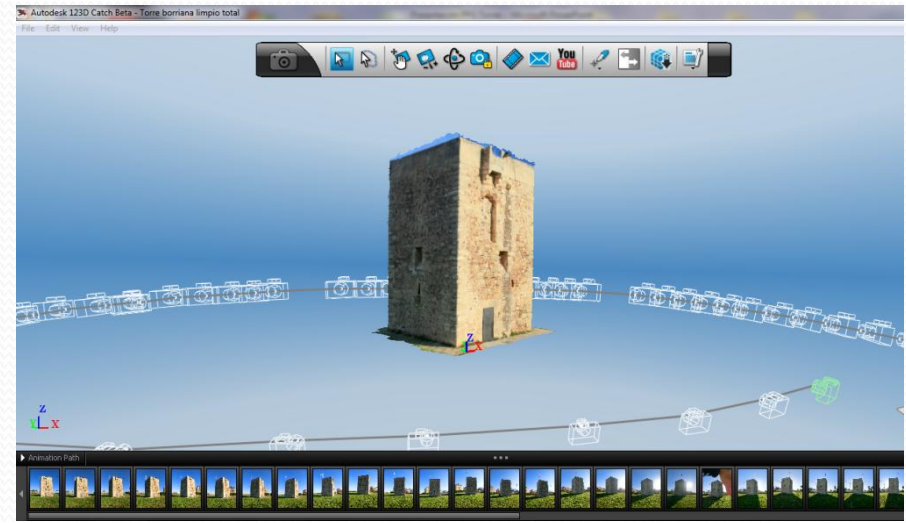 Autodesk 123D Catch Beta - Torre borriana limpio total
File Edit View Help
You
Tube
z
x
z
x
Animation Path